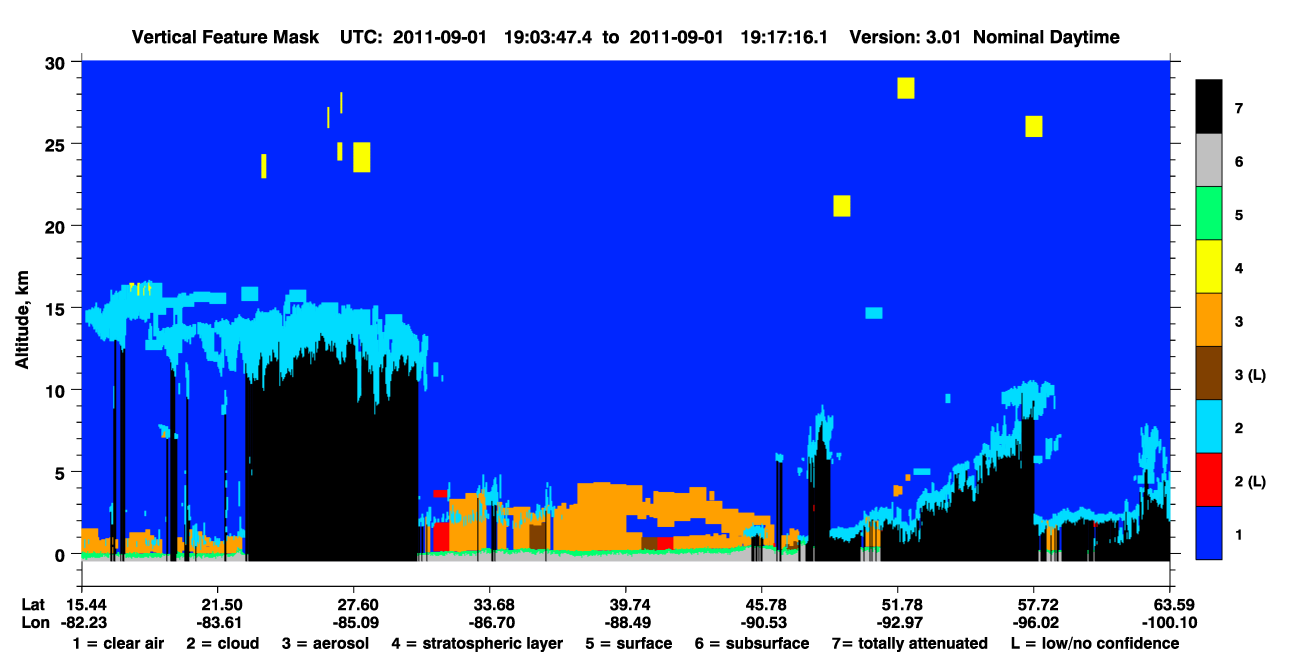 Vertical Feature Mask UTC: 2011-09-01 19:03:47.4 to 2011-09-01 19:17:16.1 Version: 3.01 Nominal Daytime
30
25
20
15
10
5
0
Altitude, km
7
6
5
4
3
3 (L)
2
2 (L)
1
Lat 15.44 21.50 27.60 33.68 39.74 45.78 51.78 57.72 63.59
Lon -82.23 -83.61 -85.09 -86.70 -88.49 -90.53 -92.97 -96.02 -100.10
1 = clear air 2 = cloud 3 = aerosol 4 = stratospheric layer 5 = surface 6 = subsurface 7= totally attenuated L = low/no confidence